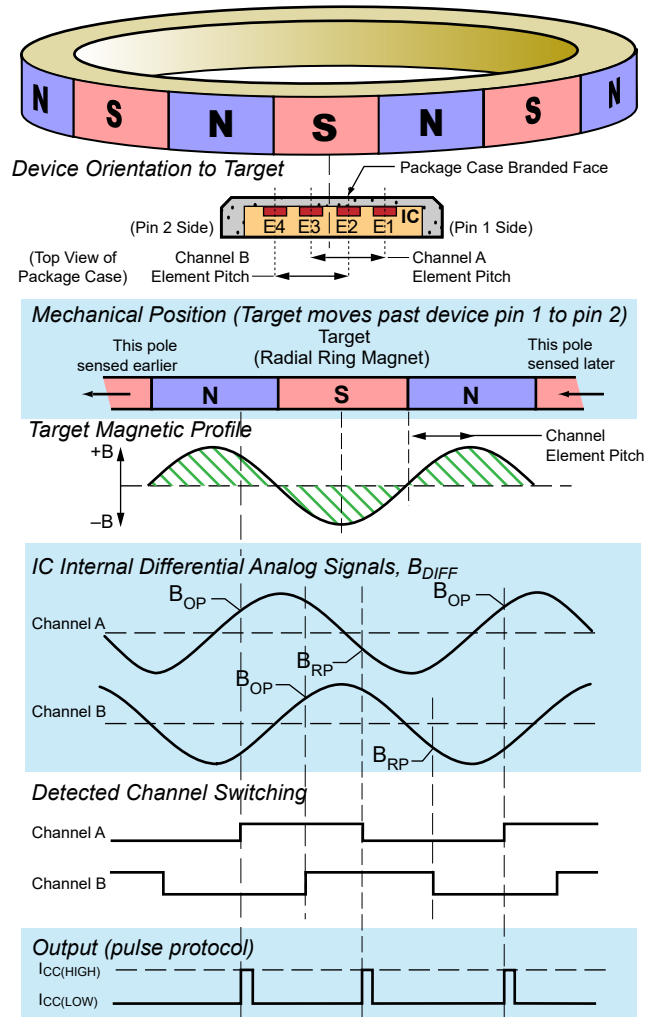 N S N S N S N
Device Orientation to Target
Package Case Branded Face
(Pin 2 Side) E4 E3 E2 E1 IC (Pin 1 Side)
(Top View of
Package Case)
Channel B
Element Pitch
Channel A
Element Pitch
Mechanical Position (Target moves past device pin 1 to pin 2)
This pole
sensed earlier
Target
(Radial Ring Magnet)
This pole
sensed later
N S N
Target Magnetic Profile
+B
–B
Channel
Element Pitch
IC Internal Differential Analog Signals, BDIFF
BOP BOP
Channel A
BRP
BOP
Channel B
BRP
Detected Channel Switching
Channel A
Channel B
Output (pulse protocol)
ICC(HIGH)
ICC(LOW)